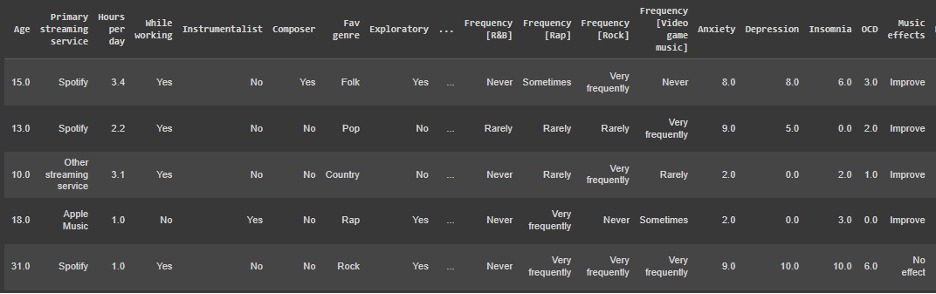 Age Primary streaming service Hours per day While working Instrumentalist Composer Fav genre Exploratory ... Frequency [R&B] Frequency [Rap] Frequency [Rock] Frequency [Video game music] Anxiety Depression Insomnia OCD Music effects
15.0 Spotify 3.4 Yes No Yes Folk Yes ... Never Sometimes Very frequently Never 8.0 8.0 6.0 3.0 Improve
13.0 Spotify 2.2 Yes No No Pop No ... Rarely Rarely Rarely Very frequently 9.0 5.0 0.0 2.0 Improve
10.0 Other streaming service 3.1 Yes No No Country No ... Never Rarely Very frequently Rarely 2.0 0.0 2.0 1.0 Improve
18.0 Apple Music 1.0 No Yes No Rap Yes ... Never Very frequently Never Sometimes 2.0 0.0 3.0 0.0 Improve
31.0 Spotify 1.0 Yes No No Rock Yes ... Never Very frequently Very frequently Very frequently 9.0 10.0 10.0 6.0 No effect